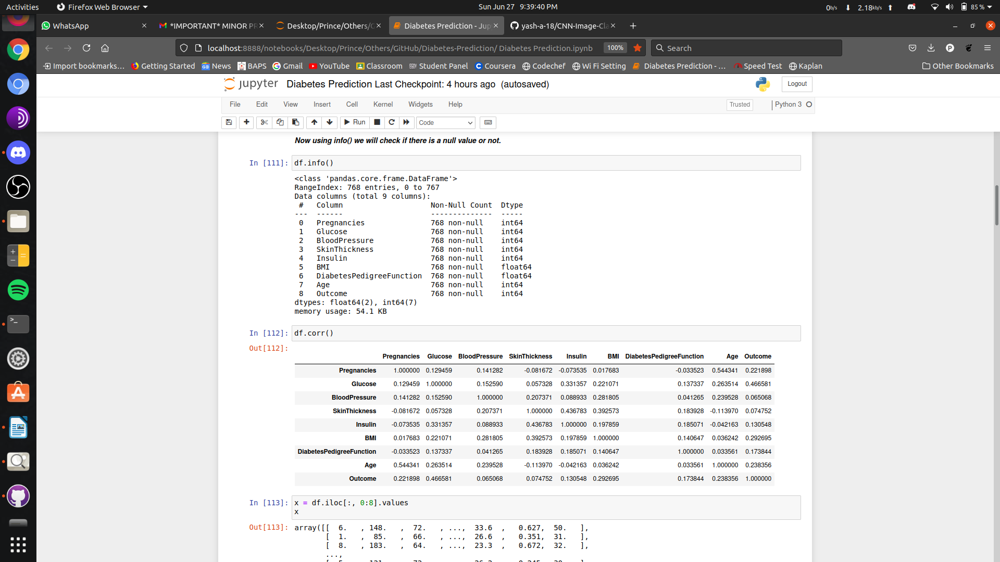 Activities
Firefox Web Browser
Sun Jun 27 9:39:40 PM
0b/s
2.18kb/s
85 %
WhatsApp
*IMPORTANT* MINOR PR
Desktop/Prince/Others/G
Diabetes Prediction - Jup
yash-a-18/CNN-Image-Cla
localhost:8888/notebooks/Desktop/Prince/Others/GitHub/Diabetes-Prediction/ Diabetes Prediction.ipynb
100%
Search
Import bookmarks...
Getting Started
News
BAPS
Gmail
YouTube
Classroom
Student Panel
Coursera
Codechef
Wi Fi Setting
Diabetes Prediction - ...
Speed Test
Kaplan
Other Bookmarks
jupyter
Diabetes Prediction Last Checkpoint: 4 hours ago (autosaved)
Logout
File Edit View Insert Cell Kernel Widgets Help
Trusted
Python 3
Run
Code
Now using info() we will check if there is a null value or not.
In [111]: df.info()
<class 'pandas.core.frame.DataFrame'>
RangeIndex: 768 entries, 0 to 767
Data columns (total 9 columns):
 #   Column                    Non-Null Count  Dtype
---  ------                    --------------  -----
 0   Pregnancies               768 non-null    int64
 1   Glucose                   768 non-null    int64
 2   BloodPressure             768 non-null    int64
 3   SkinThickness             768 non-null    int64
 4   Insulin                   768 non-null    int64
 5   BMI                       768 non-null    float64
 6   DiabetesPedigreeFunction  768 non-null    float64
 7   Age                       768 non-null    int64
 8   Outcome                   768 non-null    int64
dtypes: float64(2), int64(7)
memory usage: 54.1 KB
In [112]: df.corr()
Out[112]:
Pregnancies Glucose BloodPressure SkinThickness Insulin BMI DiabetesPedigreeFunction Age Outcome
Pregnancies 1.000000 0.129459 0.141282 -0.081672 -0.073535 0.017683 -0.033523 0.544341 0.221898
Glucose 0.129459 1.000000 0.152590 0.057328 0.331357 0.221071 0.137337 0.263514 0.466581
BloodPressure 0.141282 0.152590 1.000000 0.207371 0.088933 0.281805 0.041265 0.239528 0.065068
SkinThickness -0.081672 0.057328 0.207371 1.000000 0.436783 0.392573 0.183928 -0.113970 0.074752
Insulin -0.073535 0.331357 0.088933 0.436783 1.000000 0.197859 0.185071 -0.042163 0.130548
BMI 0.017683 0.221071 0.281805 0.392573 0.197859 1.000000 0.140647 0.036242 0.292695
DiabetesPedigreeFunction -0.033523 0.137337 0.041265 0.183928 0.185071 0.140647 1.000000 0.033561 0.173844
Age 0.544341 0.263514 0.239528 -0.113970 -0.042163 0.036242 0.033561 1.000000 0.238356
Outcome 0.221898 0.466581 0.065068 0.074752 0.130548 0.292695 0.173844 0.238356 1.000000
In [113]: x = df.iloc[:, 0:8].values
x
Out[113]: array([[  6.   , 148.   ,  72.   , ...,  33.6  ,   0.627,  50.   ],
[  1.   ,  85.   ,  66.   , ...,  26.6  ,   0.351,  31.   ],
[  8.   , 183.   ,  64.   , ...,  23.3  ,   0.672,  32.   ],
...,